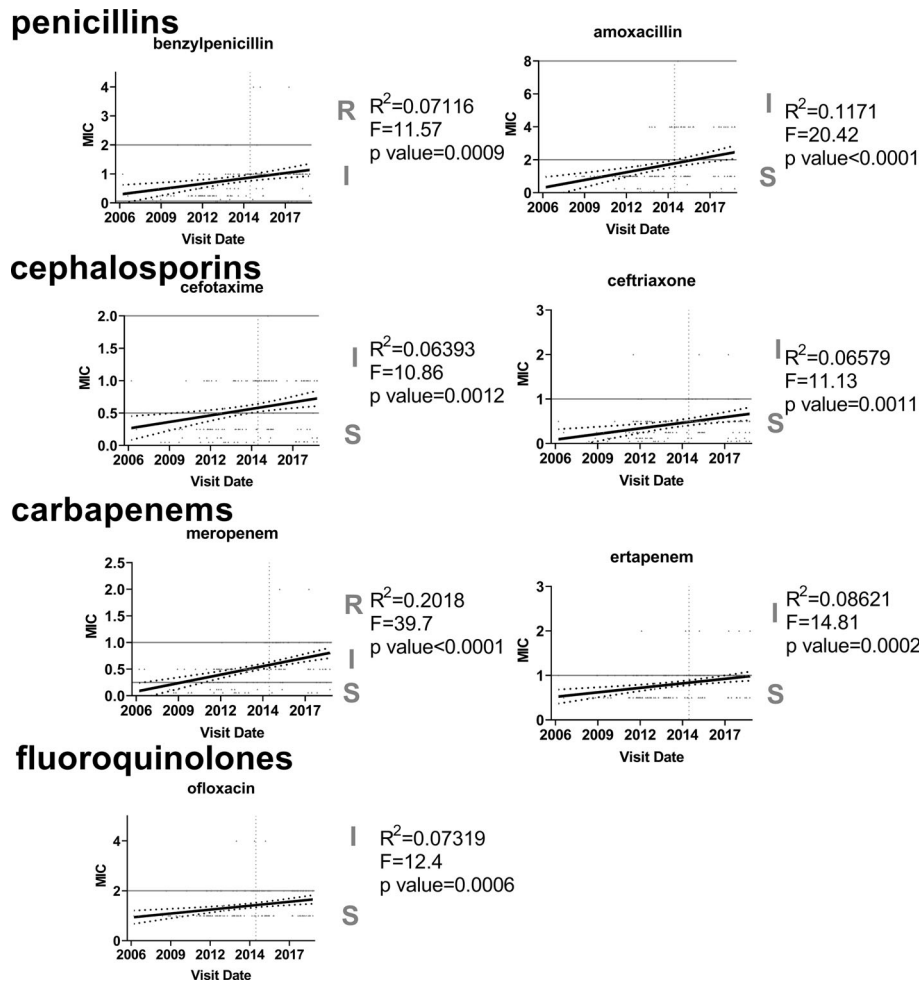 penicillins
benzylpenicillin
MIC
4
3
2
1
0
2006 2009 2012 2014 2017
Visit Date
R
I
R²=0.07116
F=11.57
p value=0.0009
amoxacillin
MIC
8
6
4
2
0
2006 2009 2012 2014 2017
Visit Date
I
S
R²=0.1171
F=20.42
p value<0.0001
cephalosporins
cefotaxime
MIC
2.0
1.5
1.0
0.5
0.0
2006 2009 2012 2014 2017
Visit Date
I
S
R²=0.06393
F=10.86
p value=0.0012
ceftriaxone
MIC
3
2
1
0
2006 2009 2012 2014 2017
Visit Date
I
S
R²=0.06579
F=11.13
p value=0.0011
carbapenems
meropenem
MIC
2.5
2.0
1.5
1.0
0.5
0.0
2006 2009 2012 2014 2017
Visit Date
R
I
S
R²=0.2018
F=39.7
p value<0.0001
ertapenem
MIC
3
2
1
0
2006 2009 2012 2014 2017
Visit Date
I
S
R²=0.08621
F=14.81
p value=0.0002
fluoroquinolones
ofloxacin
MIC
4
2
0
2006 2009 2012 2014 2017
Visit Date
I
S
R²=0.07319
F=12.4
p value=0.0006